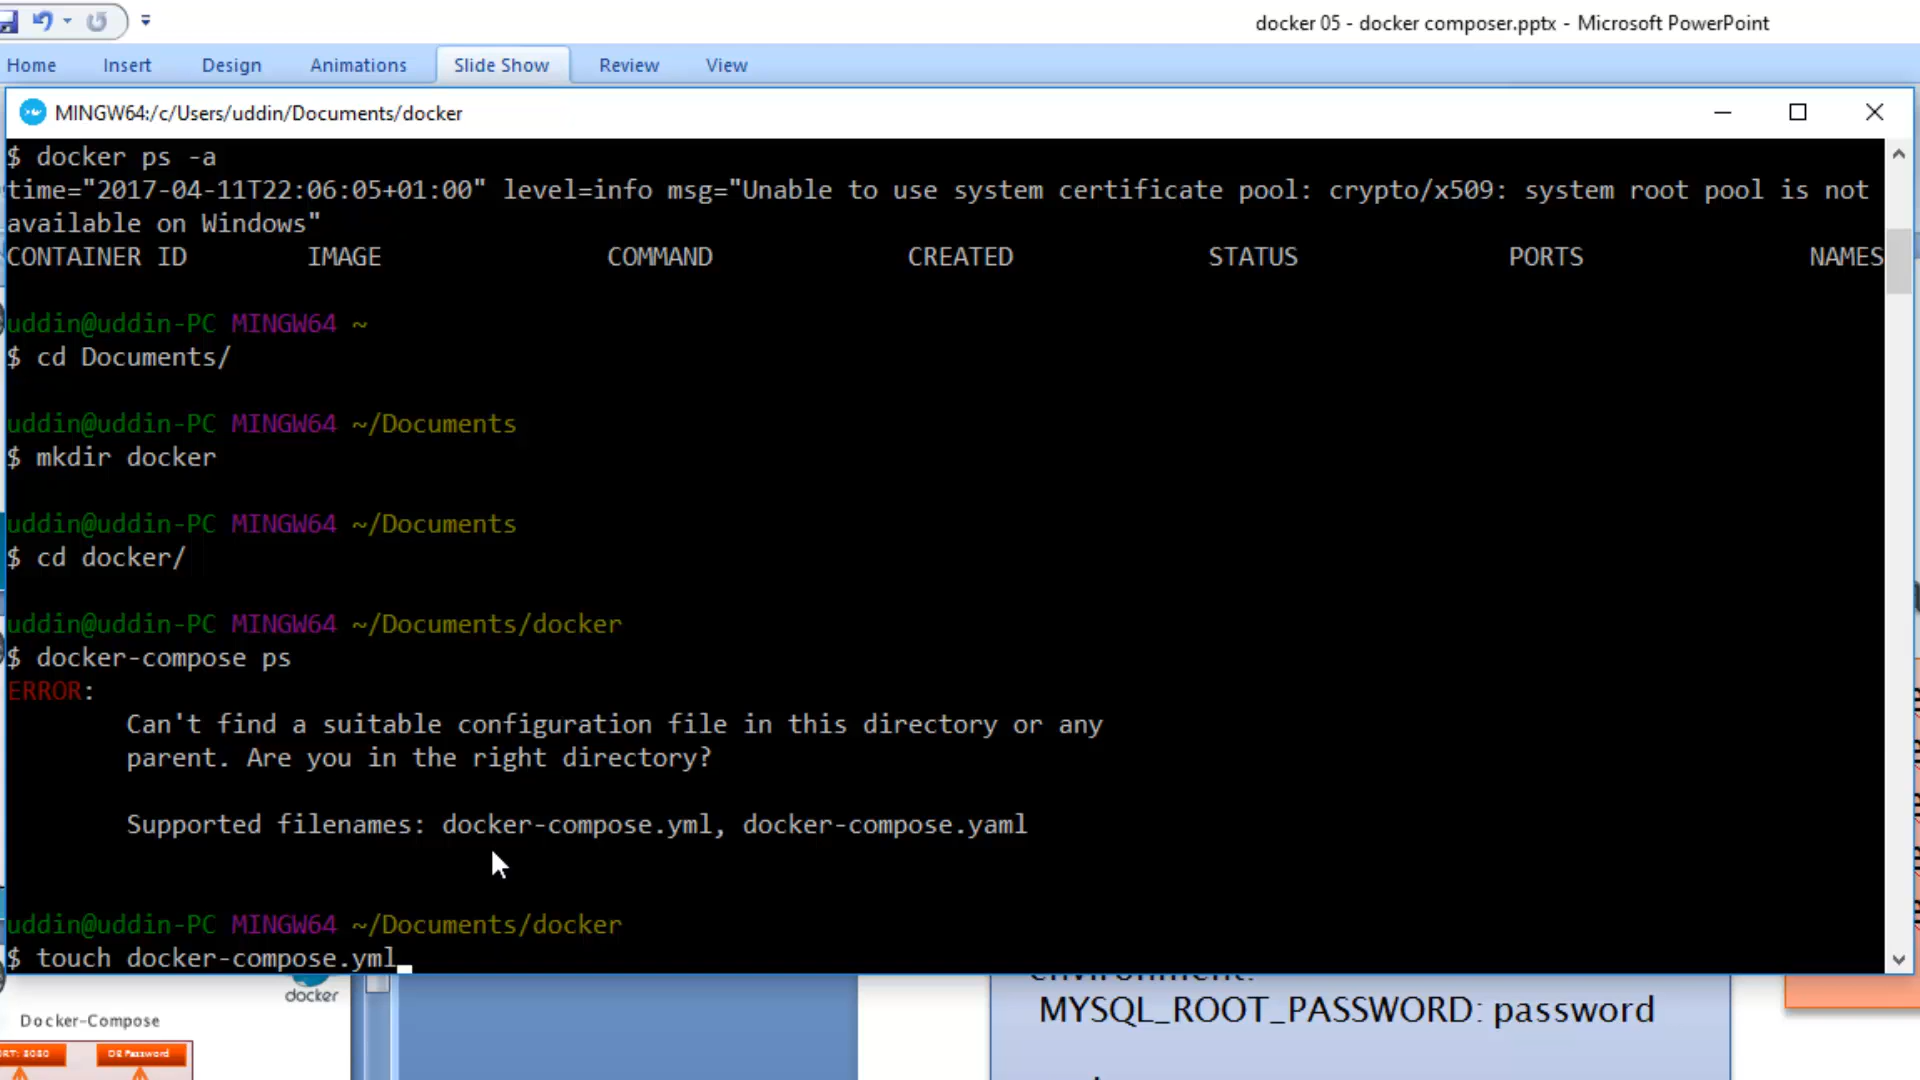 docker 05 - docker composer.pptx - Microsoft PowerPoint
Home Insert Design Animations Slide Show Review View
MINGW64:/c/Users/uddin/Documents/docker
$ docker ps -a
time="2017-04-11T22:06:05+01:00" level=info msg="Unable to use system certificate pool: crypto/x509: system root pool is not
available on Windows"
CONTAINER ID IMAGE COMMAND CREATED STATUS PORTS NAMES
uddin@uddin-PC MINGW64 ~
$ cd Documents/
uddin@uddin-PC MINGW64 ~/Documents
$ mkdir docker
uddin@uddin-PC MINGW64 ~/Documents
$ cd docker/
uddin@uddin-PC MINGW64 ~/Documents/docker
$ docker-compose ps
ERROR:
Can't find a suitable configuration file in this directory or any
parent. Are you in the right directory?
Supported filenames: docker-compose.yml, docker-compose.yaml
uddin@uddin-PC MINGW64 ~/Documents/docker
$ touch docker-compose.yml
docker
Docker-Compose
DB Password
environment:
MYSQL_ROOT_PASSWORD: password